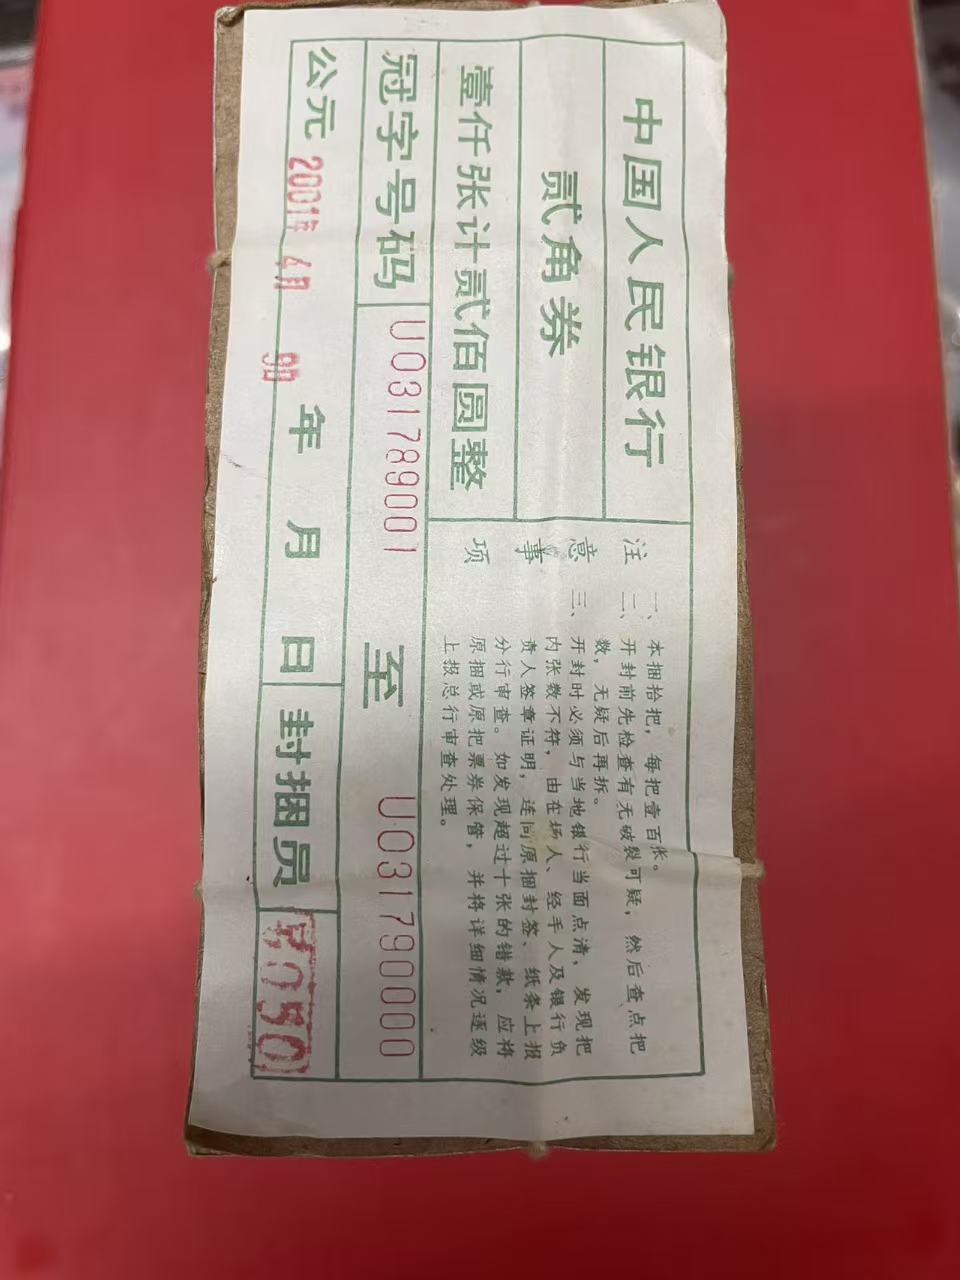 中国人民银行
贰角券
壹仟张计贰佰圆整
注意事项
一、本捆拾把，每把壹百张。
二、开封前先检查有无破裂可疑，然后查点把
数，无疑后再拆。
三、开封时必须与当地银行当面点清，发现把
内张数不符，由在场人、经手人及银行负
责人签章证明，连同原捆封签、纸条上报
分行审查。如发现超过十张的错款，应将
原捆或原把票券保管，并将详细情况逐级
上报总行审查处理。
冠字号码 U031789001 至 U031790000
公元 2001年 4月 9日 年 月 日 封捆员